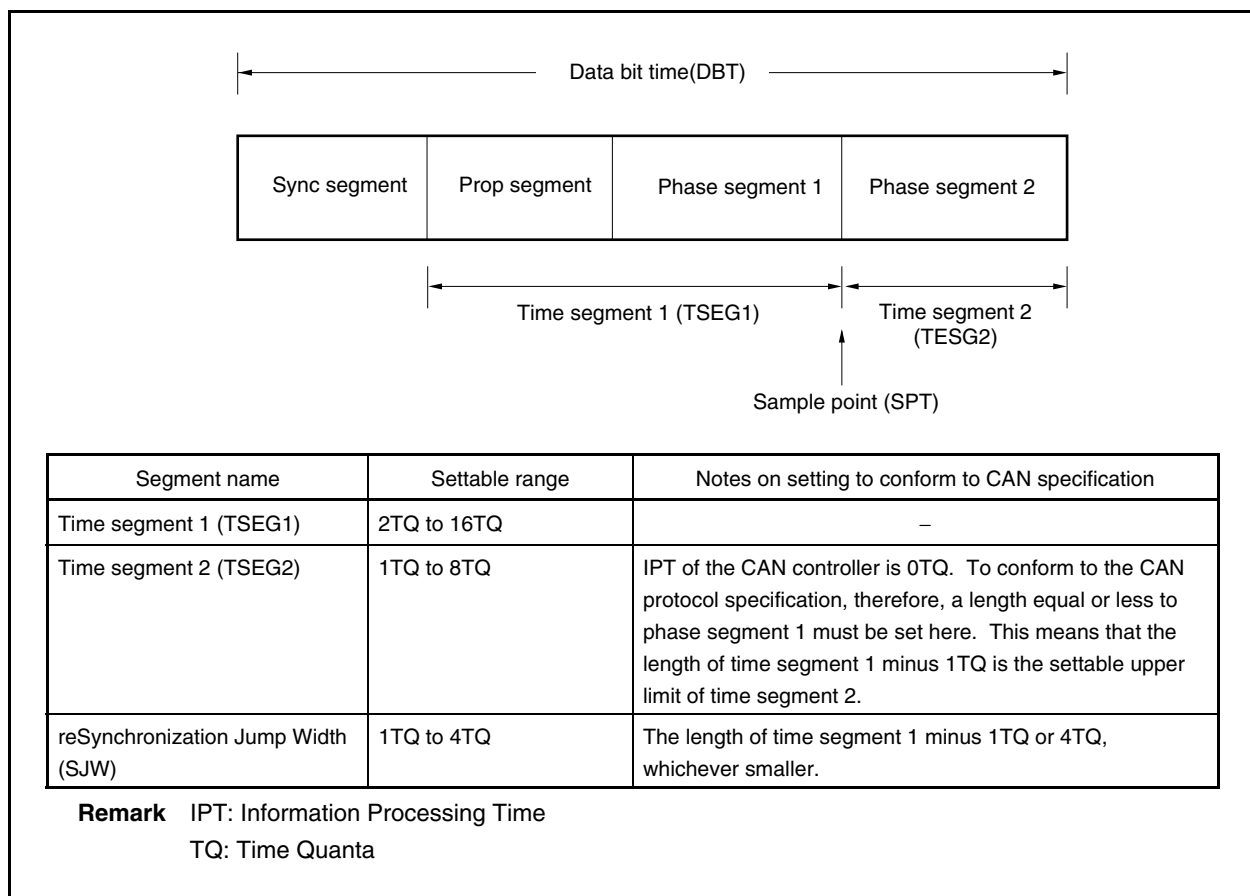 Data bit time(DBT)
Sync segment
Prop segment
Phase segment 1
Phase segment 2
Time segment 1 (TSEG1)
Time segment 2
(TESG2)
Sample point (SPT)
Segment name
Settable range
Notes on setting to conform to CAN specification
Time segment 1 (TSEG1)
2TQ to 16TQ
–
Time segment 2 (TSEG2)
1TQ to 8TQ
IPT of the CAN controller is 0TQ. To conform to the CAN
protocol specification, therefore, a length equal or less to
phase segment 1 must be set here. This means that the
length of time segment 1 minus 1TQ is the settable upper
limit of time segment 2.
reSynchronization Jump Width
(SJW)
1TQ to 4TQ
The length of time segment 1 minus 1TQ or 4TQ,
whichever smaller.
Remark IPT: Information Processing Time
TQ: Time Quanta